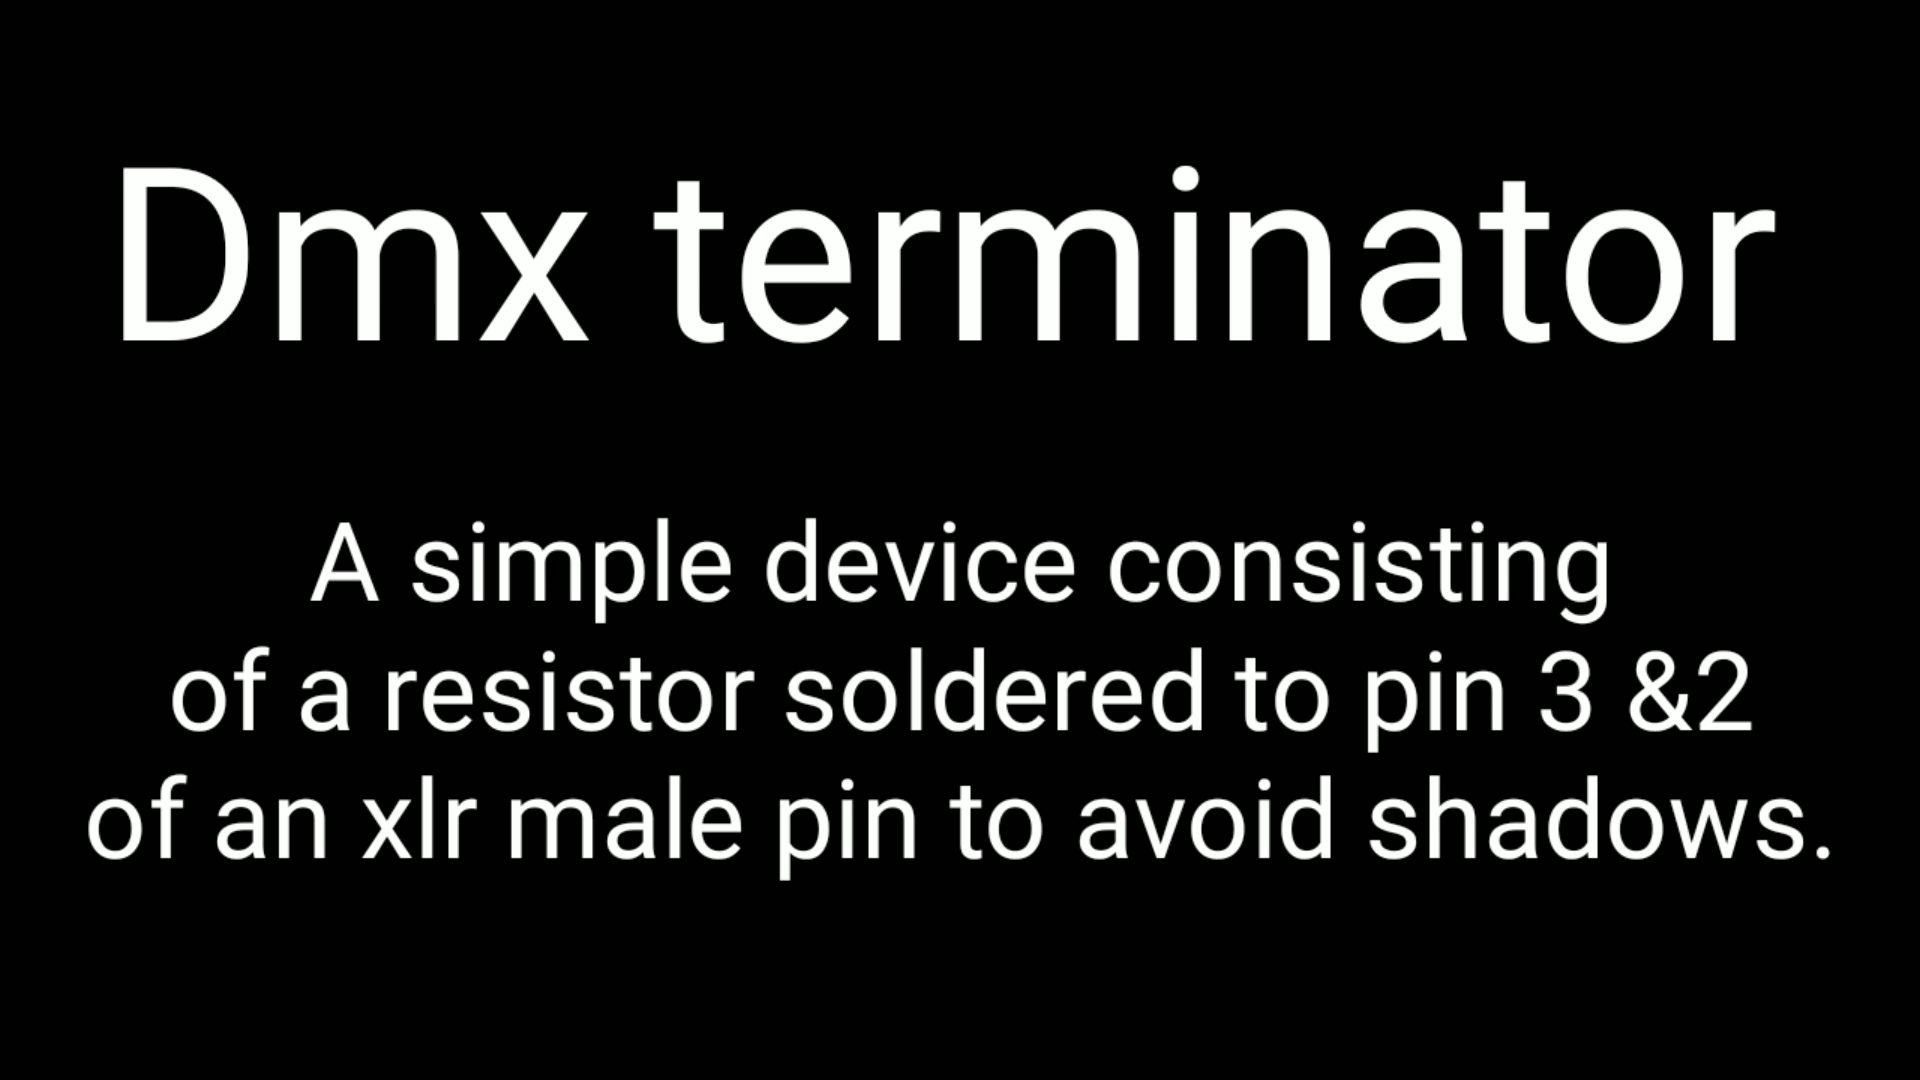 Dmx terminator
A simple device consisting
of a resistor soldered to pin 3 &2
of an xlr male pin to avoid shadows.